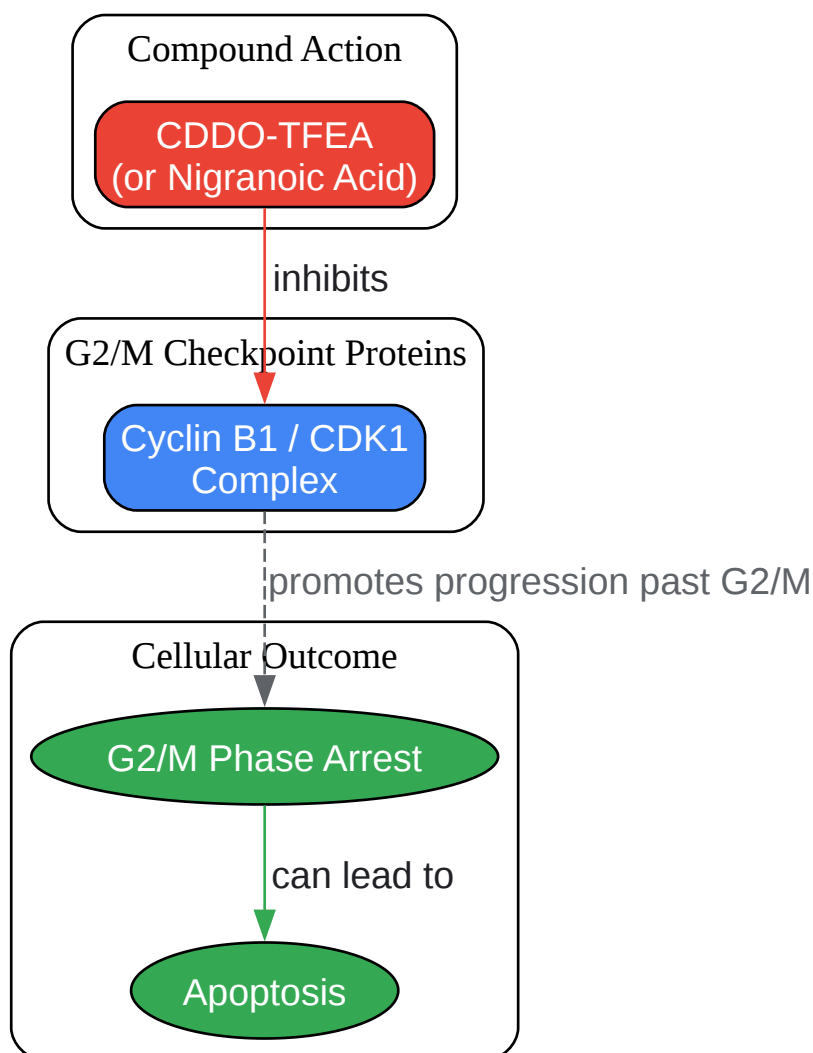 Compound Action
CDDO-TFEA
(or Nigranoic Acid)
inhibits
G2/M Checkpoint Proteins
Cyclin B1 / CDK1
Complex
promotes progression past G2/M
Cellular Outcome
G2/M Phase Arrest
can lead to
Apoptosis